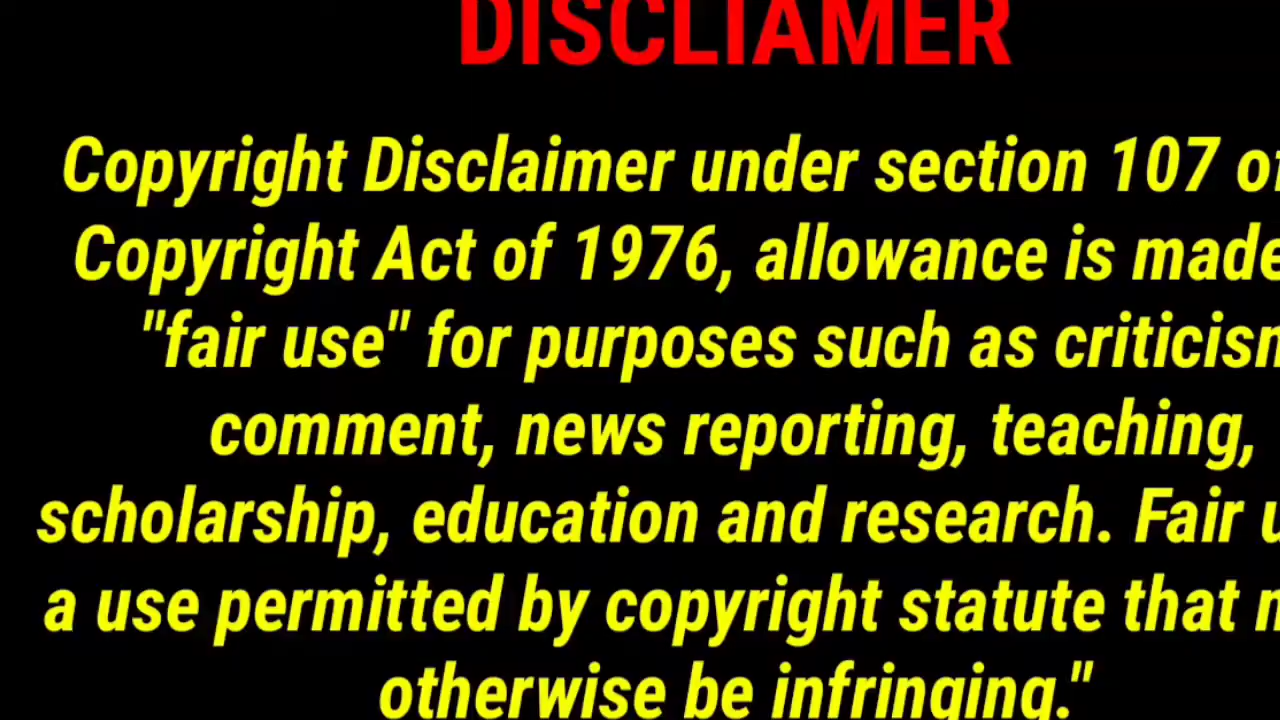 DISCLIAMER
Copyright Disclaimer under section 107 of
Copyright Act of 1976, allowance is made
"fair use" for purposes such as criticism
comment, news reporting, teaching,
scholarship, education and research. Fair
a use permitted by copyright statute that
otherwise be infringing."